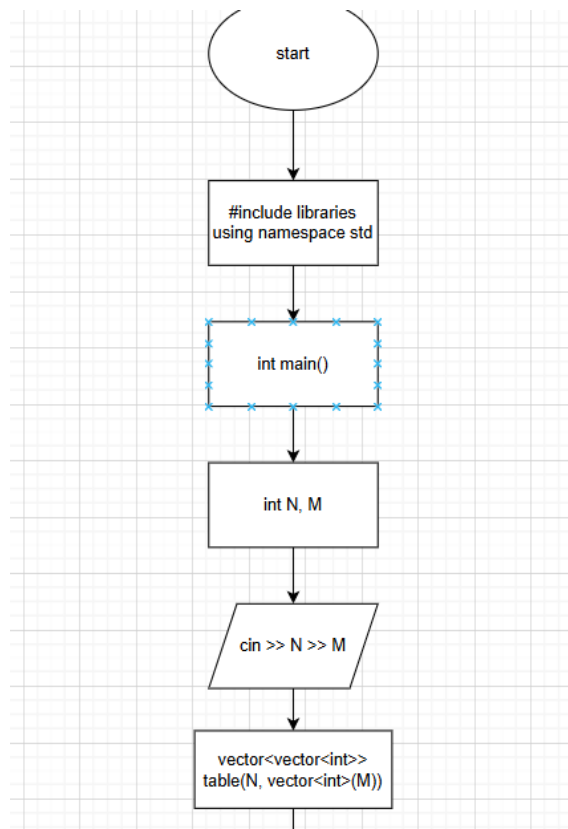 start
#include libraries
using namespace std
int main()
int N, M
cin >> N >> M
vector<vector<int>>
table(N, vector<int>(M))